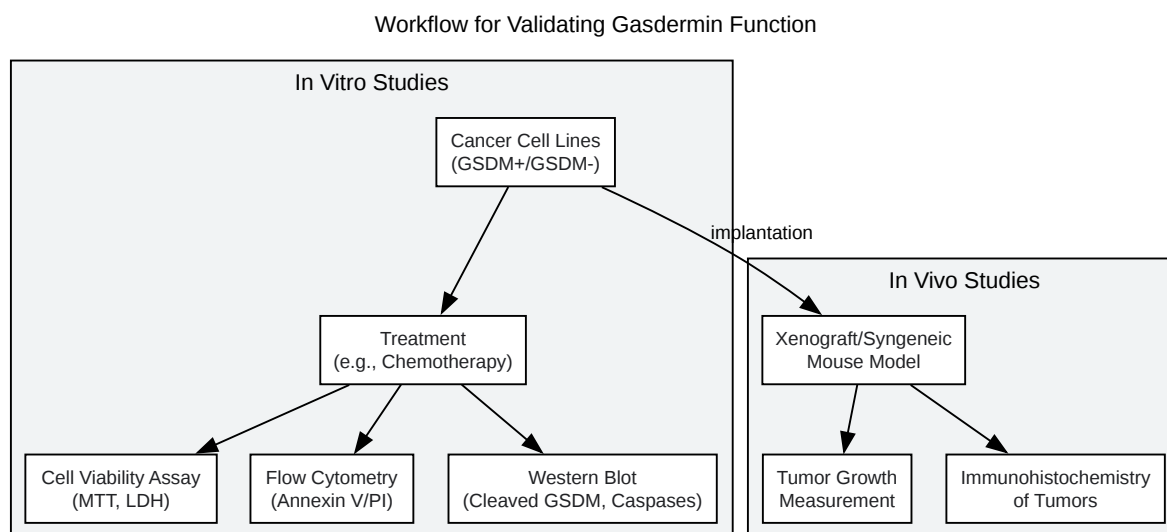 Workflow for Validating Gasdermin Function
In Vitro Studies
Cancer Cell Lines
(GSDM+/GSDM-)
implantation
In Vivo Studies
Treatment
(e.g., Chemotherapy)
Xenograft/Syngeneic
Mouse Model
Cell Viability Assay
(MTT, LDH)
Flow Cytometry
(Annexin V/PI)
Western Blot
(Cleaved GSDM, Caspases)
Tumor Growth
Measurement
Immunohistochemistry
of Tumors